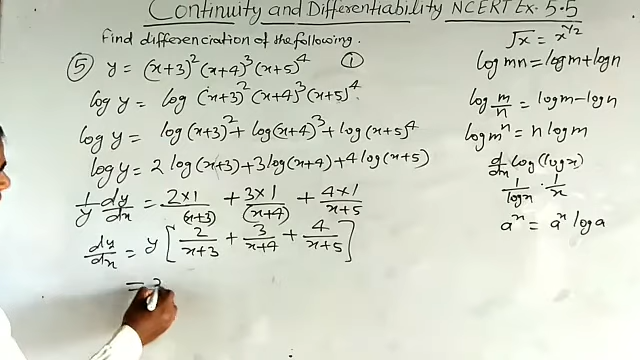 Continuity and Differentiability NCERT Ex. 5.5
Find differenciation of the following.
⑤ y = (x+3)² (x+4)³ (x+5)⁴ ①
log y = log (x+3)² (x+4)³ (x+5)⁴
log y = log(x+3)² + log(x+4)³ + log(x+5)⁴
log y = 2 log(x+3) + 3 log(x+4) + 4 log(x+5)
1/y dy/dx = 2×1/(x+3) + 3×1/(x+4) + 4×1/x+5
dy/dx = y [2/x+3 + 3/x+4 + 4/x+5]
=
√x = x^1/2
log mn = log m + log n
log m/n = log m - log n
log mⁿ = n log m
d/dx log(log x)
1/log x · 1/x
aˣ = aˣ log a